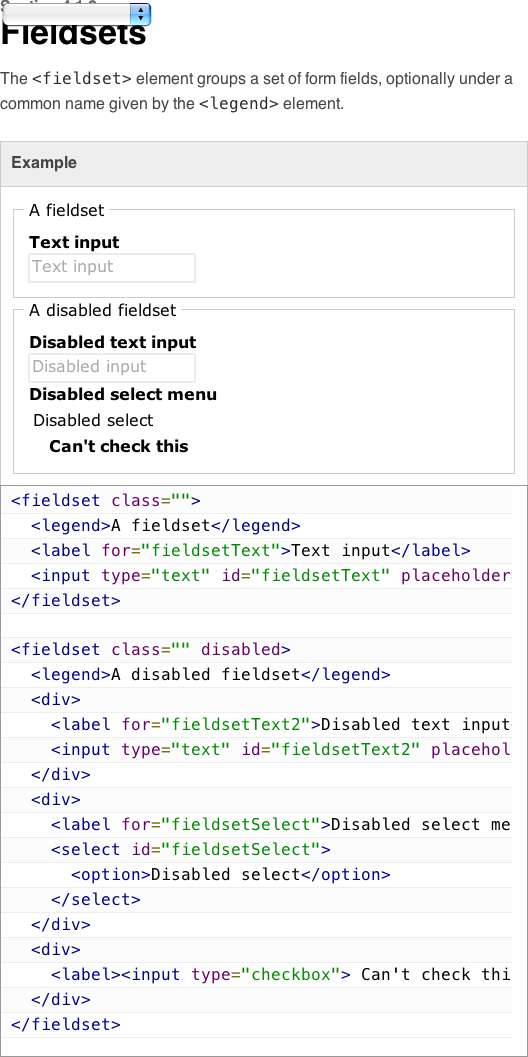 Fieldsets
The <fieldset> element groups a set of form fields, optionally under a
common name given by the <legend> element.
Example
A fieldset
Text input
Text input
A disabled fieldset
Disabled text input
Disabled input
Disabled select menu
Disabled select
Can't check this
<fieldset class="">
  <legend>A fieldset</legend>
  <label for="fieldsetText">Text input</label>
  <input type="text" id="fieldsetText" placeholder
</fieldset>

<fieldset class="" disabled>
  <legend>A disabled fieldset</legend>
  <div>
    <label for="fieldsetText2">Disabled text input
    <input type="text" id="fieldsetText2" placehol
  </div>
  <div>
    <label for="fieldsetSelect">Disabled select me
    <select id="fieldsetSelect">
      <option>Disabled select</option>
    </select>
  </div>
  <div>
    <label><input type="checkbox"> Can't check thi
  </div>
</fieldset>